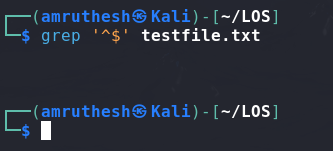 ┌──(amruthesh㉿Kali)-[~/LOS]
└─$ grep '^$' testfile.txt
┌──(amruthesh㉿Kali)-[~/LOS]
└─$